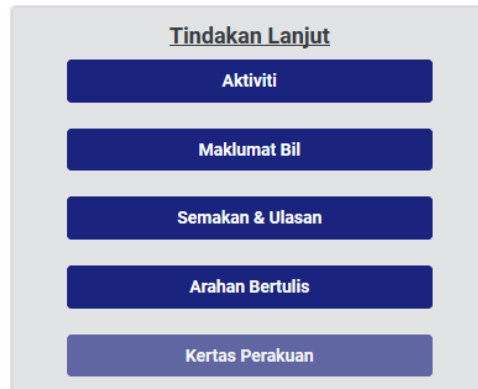 Tindakan Lanjut
Aktiviti
Maklumat Bil
Semakan & Ulasan
Arahan Bertulis
Kertas Perakuan